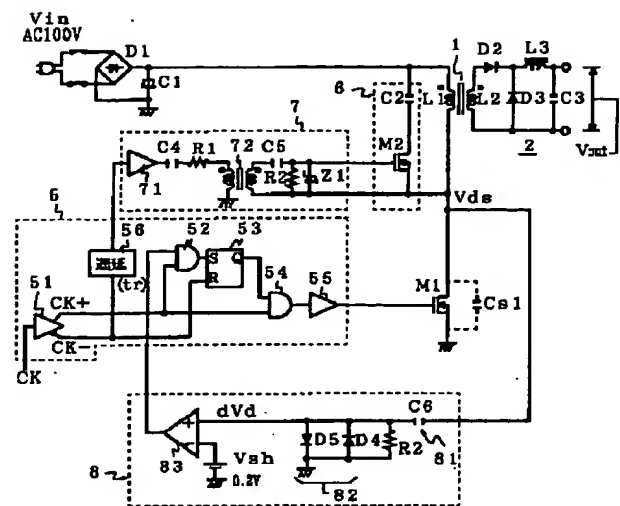 Vin
AC100V
D1
C1
1
D2
L3
L1
L2
D3
C3
2
Vout
6
C2
M2
7
C4
R1
72
C5
R2
Z1
71
Vds
5
56
遅延
(tr)
52
53
S
Q
R
54
55
51
CK+
CK-
CK
M1
Cs1
8
83
dVd
Vsh
0.2V
D5
D4
R2
C6
81
82